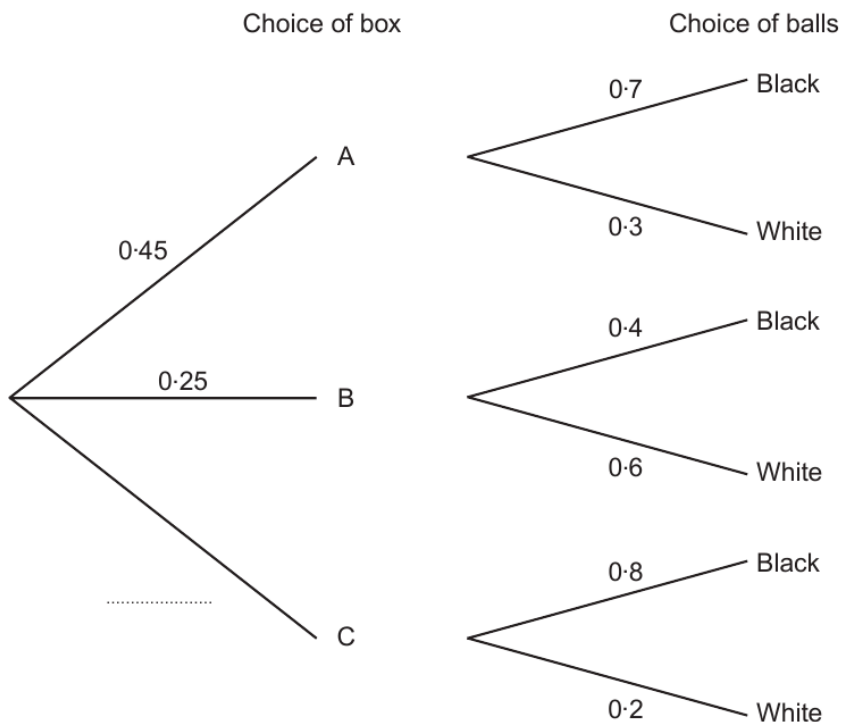 Choice of box Choice of balls
0·7 Black
A
0·3 White
0·45
0·4 Black
0·25 B
0·6 White
0·8 Black
C
0·2 White